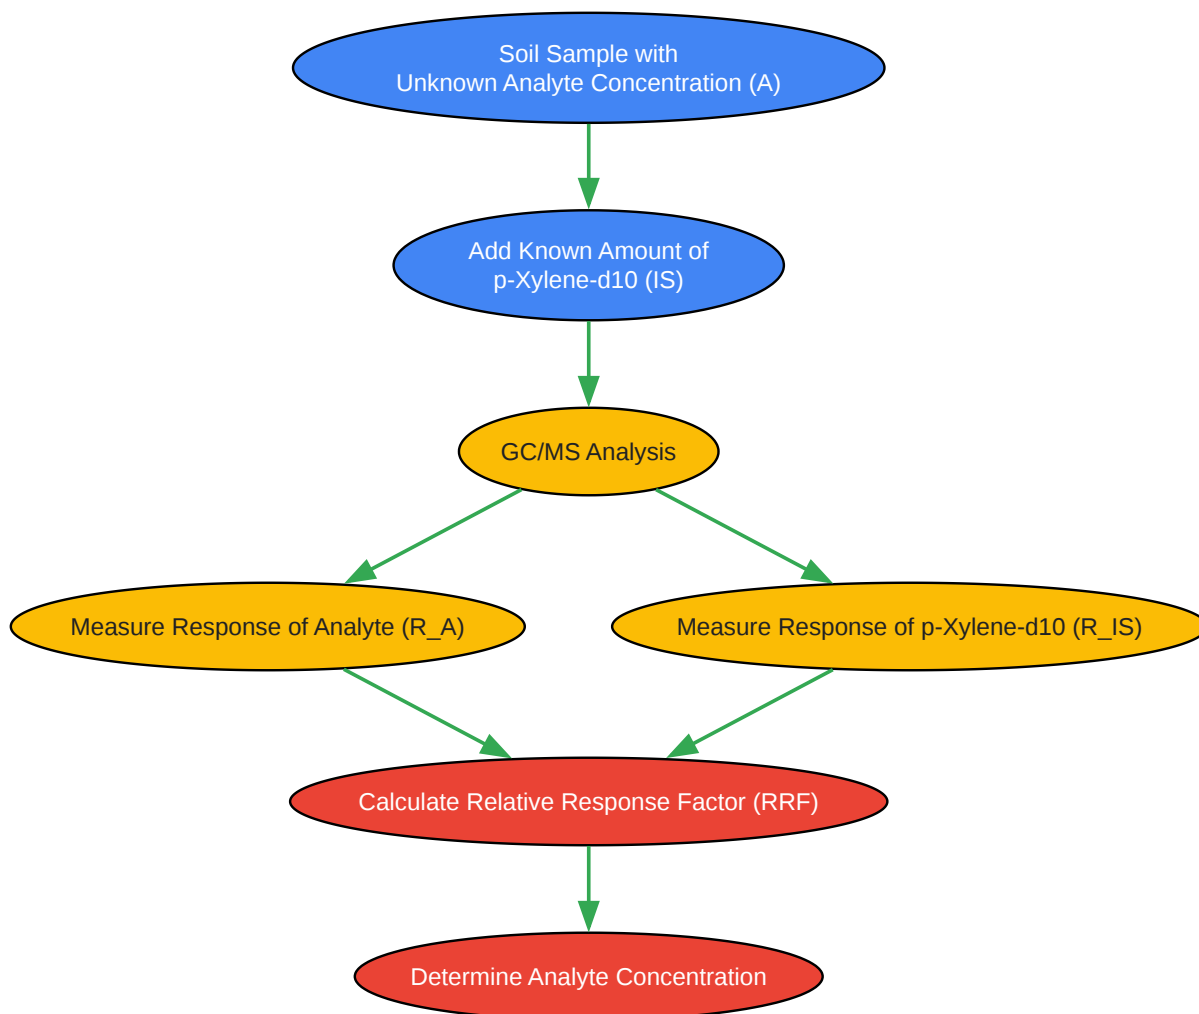 Soil Sample with
Unknown Analyte Concentration (A)
Add Known Amount of
p-Xylene-d10 (IS)
GC/MS Analysis
Measure Response of Analyte (R_A)
Measure Response of p-Xylene-d10 (R_IS)
Calculate Relative Response Factor (RRF)
Determine Analyte Concentration